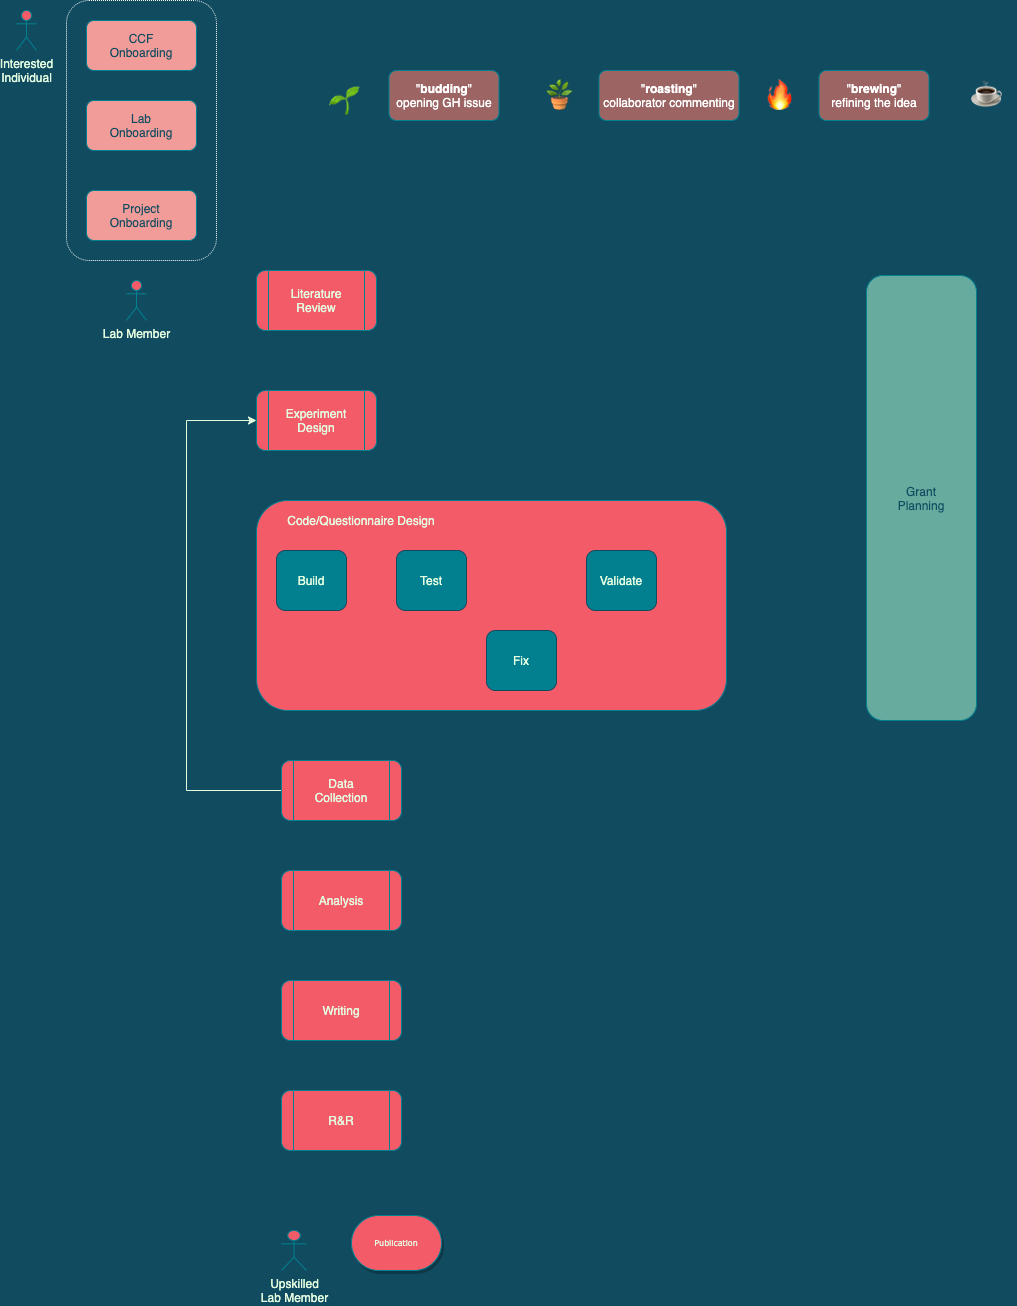 CCF
Onboarding
Interested
Individual
"budding"
opening GH issue
"roasting"
collaborator commenting
"brewing"
refining the idea
Lab
Onboarding
Project
Onboarding
Literature
Review
Lab Member
Experiment
Design
Grant
Planning
Code/Questionnaire Design
Build
Test
Validate
Fix
Data
Collection
Analysis
Writing
R&R
Publication
Upskilled
Lab Member